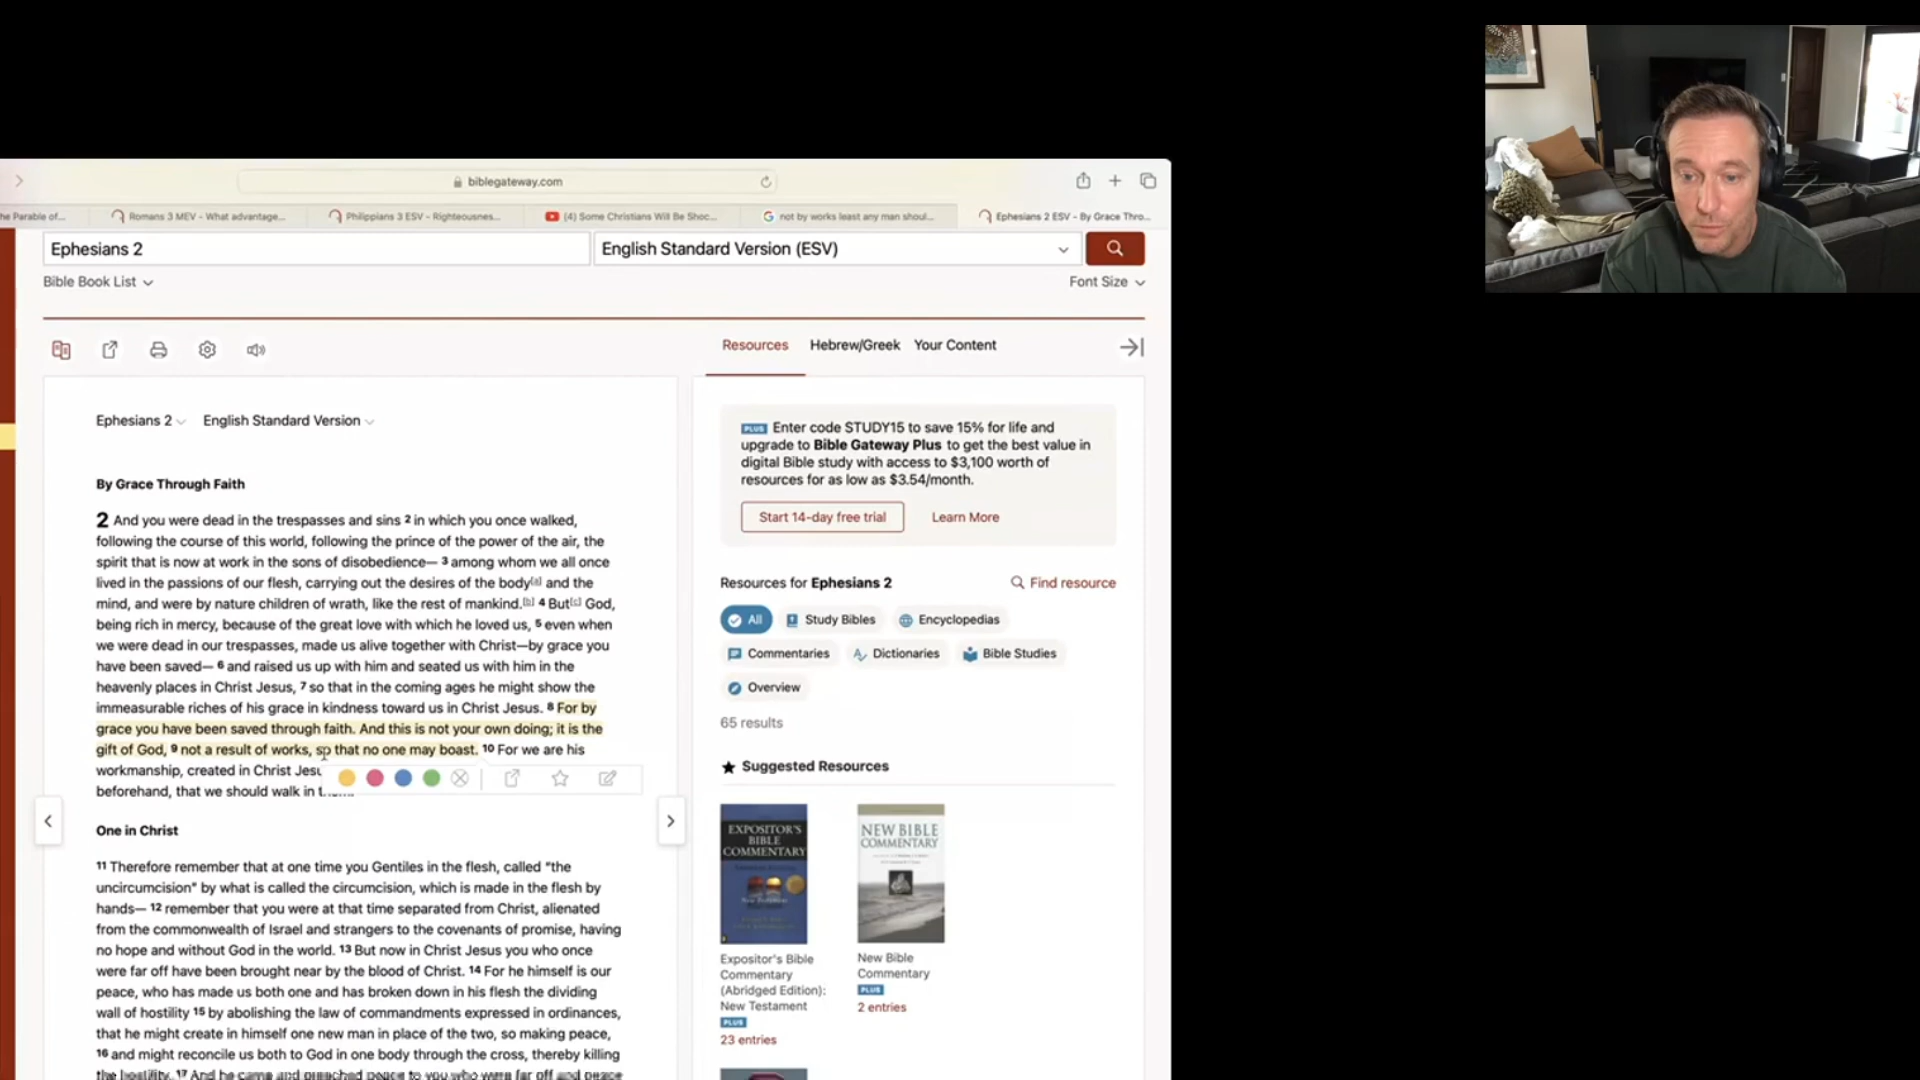 biblegateway.com
he Parable of...
Romans 3 MEV - What advantage...
Philippians 3 ESV - Righteousnes...
(4) Some Christians Will Be Shoc...
not by works least any man shoul...
Ephesians 2 ESV - By Grace Thro...
Ephesians 2
English Standard Version (ESV)
Bible Book List
Font Size
Resources
Hebrew/Greek
Your Content
Ephesians 2
English Standard Version
By Grace Through Faith
2 And you were dead in the trespasses and sins 2 in which you once walked,
following the course of this world, following the prince of the power of the air, the
spirit that is now at work in the sons of disobedience— 3 among whom we all once
lived in the passions of our flesh, carrying out the desires of the body[a] and the
mind, and were by nature children of wrath, like the rest of mankind.[b] 4 But[c] God,
being rich in mercy, because of the great love with which he loved us, 5 even when
we were dead in our trespasses, made us alive together with Christ—by grace you
have been saved— 6 and raised us up with him and seated us with him in the
heavenly places in Christ Jesus, 7 so that in the coming ages he might show the
immeasurable riches of his grace in kindness toward us in Christ Jesus. 8 For by
grace you have been saved through faith. And this is not your own doing; it is the
gift of God, 9 not a result of works, so that no one may boast. 10 For we are his
workmanship, created in Christ Jesu
beforehand, that we should walk in
One in Christ
11 Therefore remember that at one time you Gentiles in the flesh, called "the
uncircumcision" by what is called the circumcision, which is made in the flesh by
hands— 12 remember that you were at that time separated from Christ, alienated
from the commonwealth of Israel and strangers to the covenants of promise, having
no hope and without God in the world. 13 But now in Christ Jesus you who once
were far off have been brought near by the blood of Christ. 14 For he himself is our
peace, who has made us both one and has broken down in his flesh the dividing
wall of hostility 15 by abolishing the law of commandments expressed in ordinances,
that he might create in himself one new man in place of the two, so making peace,
16 and might reconcile us both to God in one body through the cross, thereby killing
the hostility. 17 And he came and preached peace to you who were far off and peace
PLUS Enter code STUDY15 to save 15% for life and
upgrade to Bible Gateway Plus to get the best value in
digital Bible study with access to $3,100 worth of
resources for as low as $3.54/month.
Start 14-day free trial
Learn More
Resources for Ephesians 2
Find resource
All
Study Bibles
Encyclopedias
Commentaries
Dictionaries
Bible Studies
Overview
65 results
Suggested Resources
EXPOSITOR'S
BIBLE
COMMENTARY
NEW BIBLE
COMMENTARY
Expositor's Bible
Commentary
(Abridged Edition):
New Testament
PLUS
23 entries
New Bible
Commentary
PLUS
2 entries